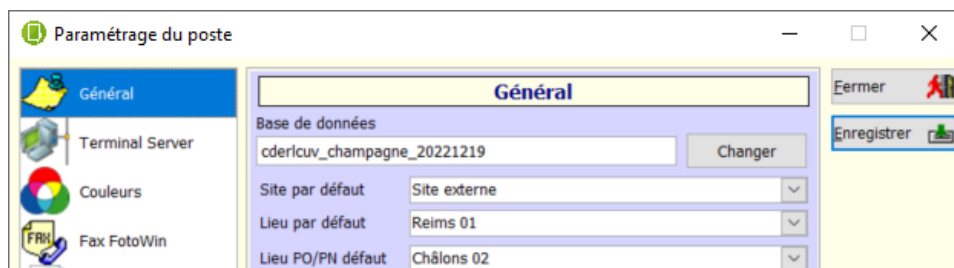 Paramétrage du poste
Général
Terminal Server
Couleurs
FAX
Fax FotoWin
Général
Base de données
cderlcuv_champagne_20221219
Changer
Site par défaut
Site externe
Lieu par défaut
Reims 01
Lieu PO/PN défaut
Châlons 02
Fermer
Enregistrer